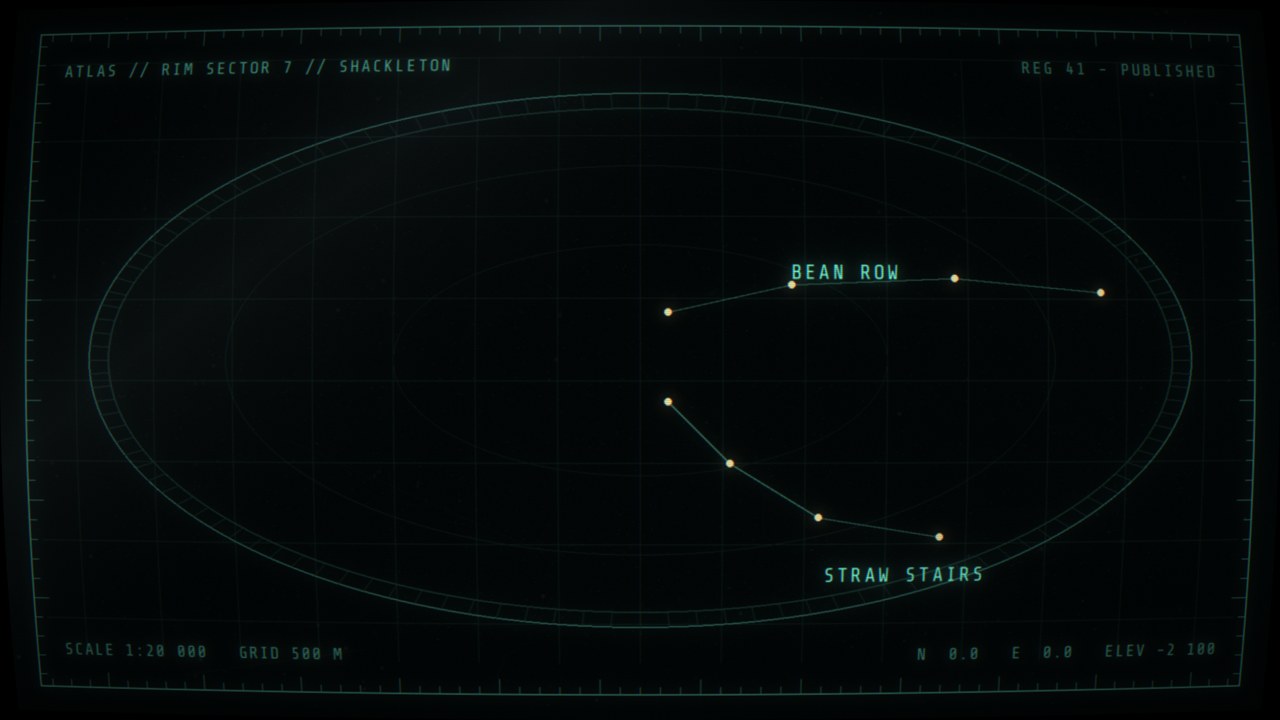 ATLAS // RIM SECTOR 7 // SHACKLETON
REG 41 - PUBLISHED
BEAN ROW
STRAW STAIRS
SCALE 1:20 000 GRID 500 M
N 0.0 E 0.0 ELEV -2 100